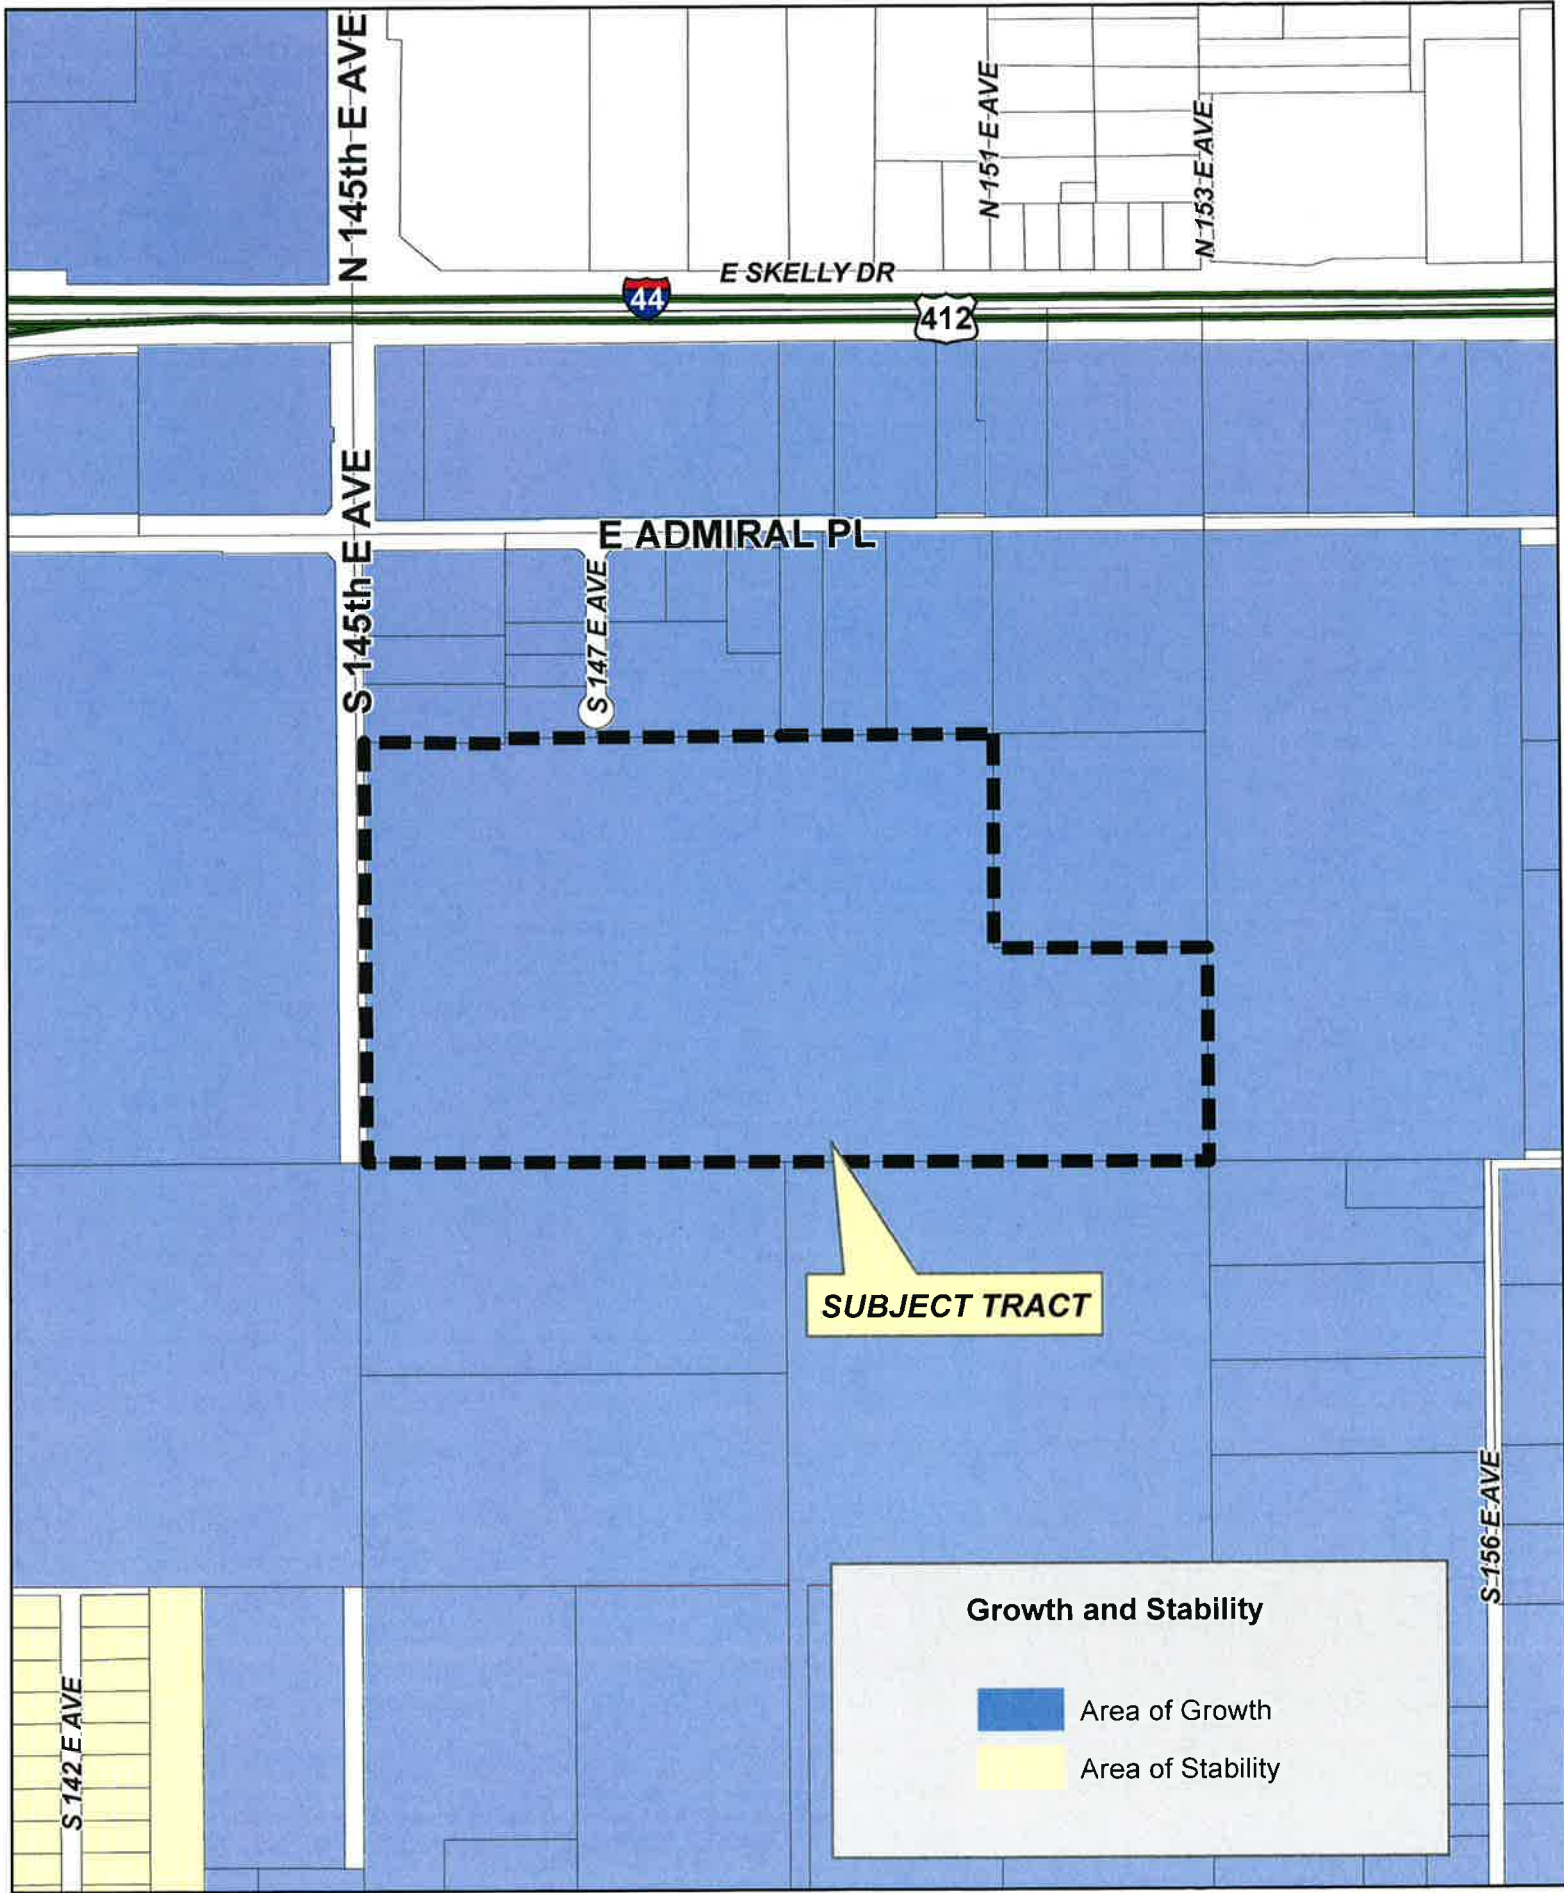 N 145th E AVE
N 151 E AVE
N 153 E AVE
E SKELLY DR
44
412
S 145th E AVE
E ADMIRAL PL
S 147 E AVE
SUBJECT TRACT
S 156 E AVE
Growth and Stability
Area of Growth
Area of Stability
S 142 E AVE